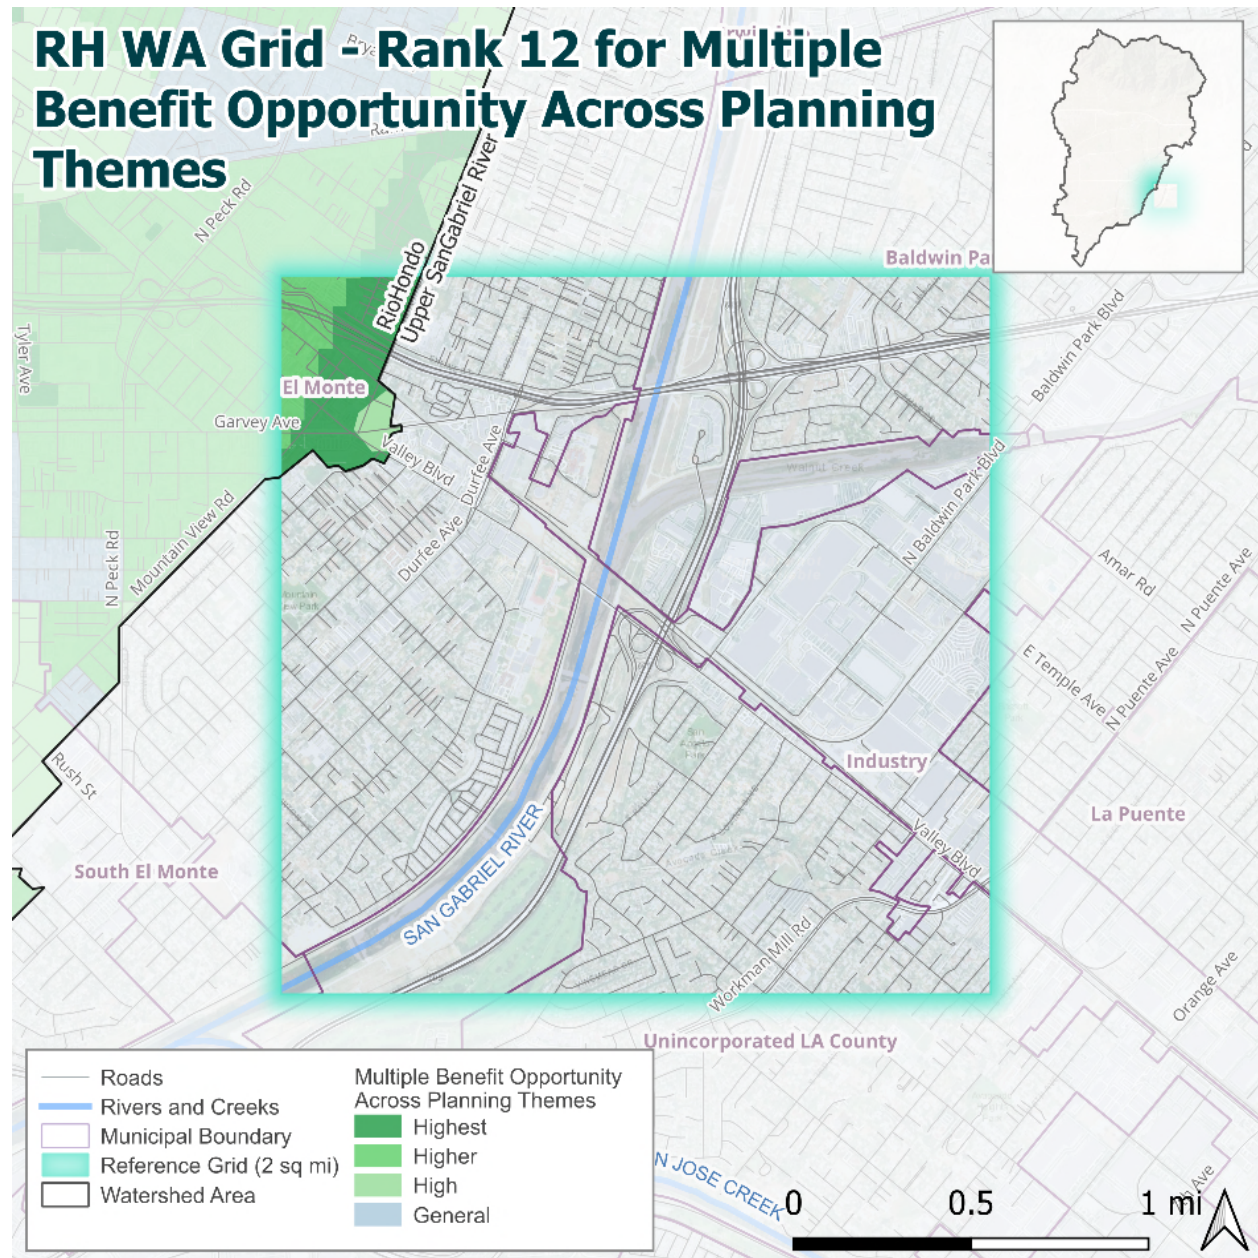 RH WA Grid - Rank 12 for Multiple
Benefit Opportunity Across Planning
Themes
Baldwin Pa
N Peck Rd
RioHondo
Upper SanGabriel River
Tyler Ave
El Monte
Garvey Ave
Valley Blvd
Durfee Ave
Durfee Ave
Baldwin Park Blvd
Walnut Creek
N Baldwin Park Blvd
Mountain View Rd
N Peck Rd
Amar Rd
N Puente Ave
E Temple Ave
N Puente Ave
Rush St
Industry
La Puente
Valley Blvd
South El Monte
SAN GABRIEL RIVER
Workman Mill Rd
Orange Ave
Unincorporated LA County
N JOSE CREEK
Roads
Rivers and Creeks
Municipal Boundary
Reference Grid (2 sq mi)
Watershed Area
Multiple Benefit Opportunity
Across Planning Themes
Highest
Higher
High
General
0 0.5 1 mi